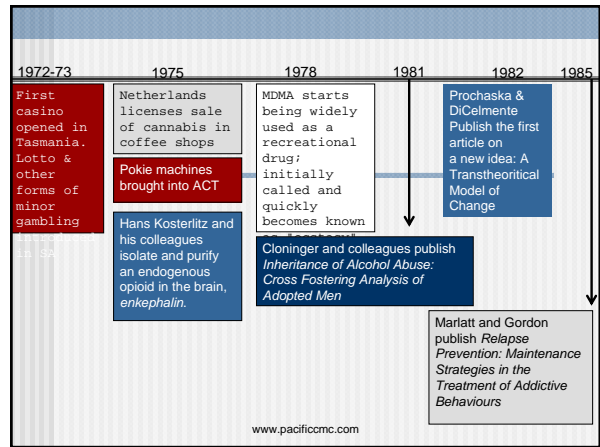 1972-73
1975
1978
1981
1982
1985
First
casino
opened in
Tasmania.
Lotto &
other
forms of
minor
gambling
introduced
in SA
Netherlands
licenses sale
of cannabis in
coffee shops
Pokie machines
brought into ACT
Hans Kosterlitz and
his colleagues
isolate and purify
an endogenous
opioid in the brain,
enkephalin.
MDMA starts
being widely
used as a
recreational
drug;
initially
called and
quickly
becomes known
as "ecstasy"
Cloninger and colleagues publish
Inheritance of Alcohol Abuse:
Cross Fostering Analysis of
Adopted Men
Prochaska &
DiCelmente
Publish the first
article on
a new idea: A
Transtheoritical
Model of
Change
Marlatt and Gordon
publish Relapse
Prevention: Maintenance
Strategies in the
Treatment of Addictive
Behaviours
www.pacificcmc.com